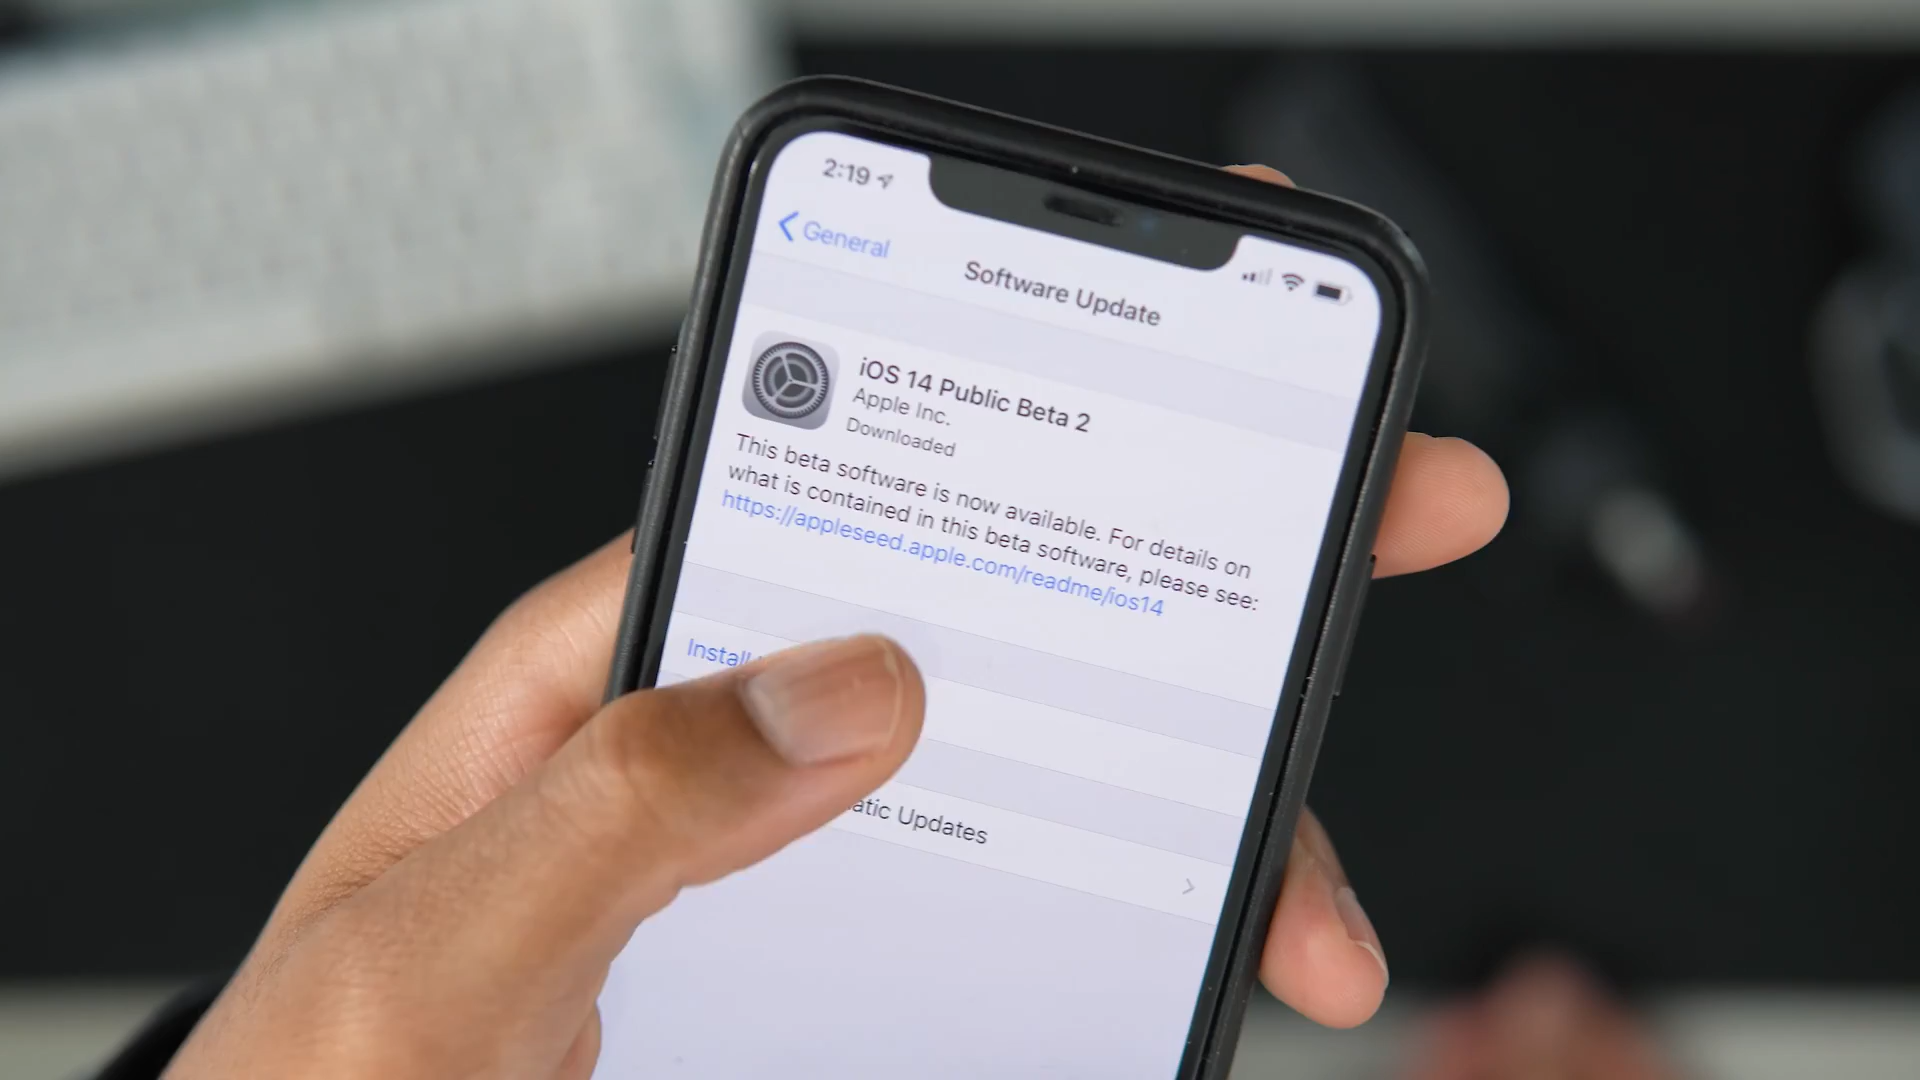 2:19
General
Software Update
iOS 14 Public Beta 2
Apple Inc.
Downloaded
This beta software is now available. For details on
what is contained in this beta software, please see:
https://appleseed.apple.com/readme/ios14
Install
atic Updates